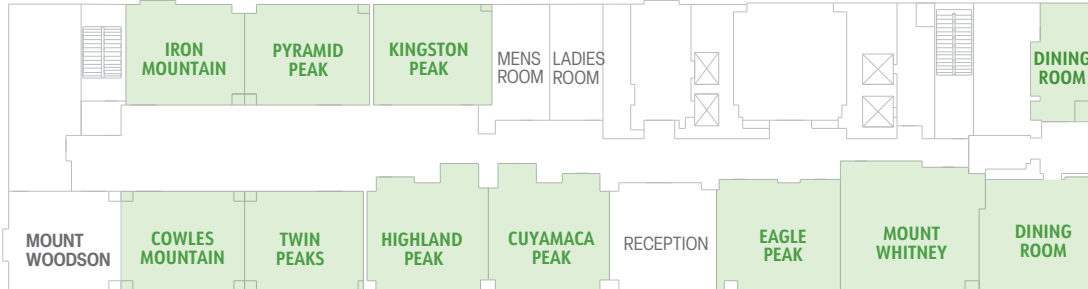 IRON
MOUNTAIN
PYRAMID
PEAK
KINGSTON
PEAK
MENS
ROOM
LADIES
ROOM
DINING
ROOM
MOUNT
WOODSON
COWLES
MOUNTAIN
TWIN
PEAKS
HIGHLAND
PEAK
CUYAMACA
PEAK
RECEPTION
EAGLE
PEAK
MOUNT
WHITNEY
DINING
ROOM